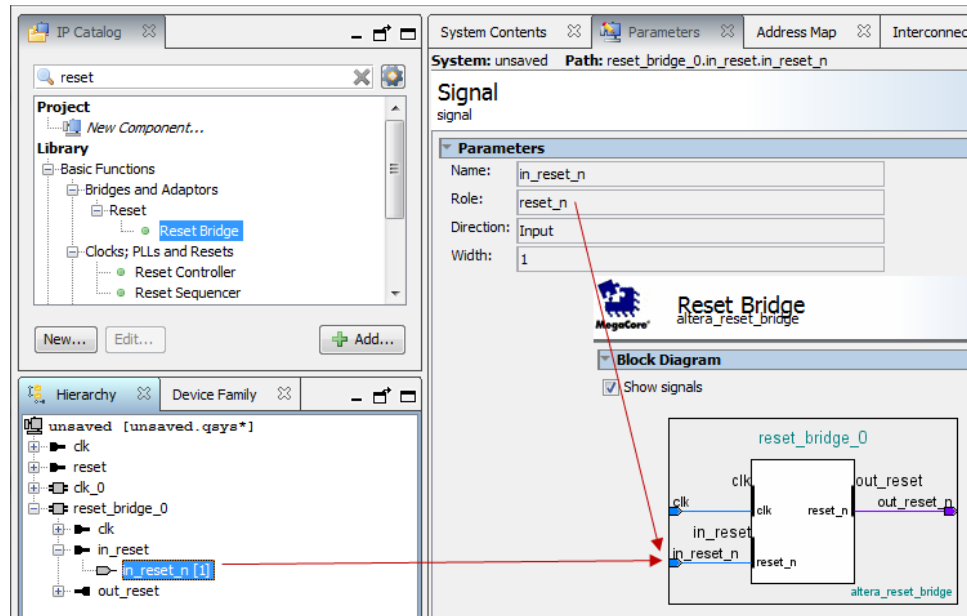 IP Catalog
reset
Project
New Component...
Library
Basic Functions
Bridges and Adaptors
Reset
Reset Bridge
Clocks; PLLs and Resets
Reset Controller
Reset Sequencer
New... Edit... Add...
Hierarchy Device Family
unsaved [unsaved.qsys*]
clk
reset
clk_0
reset_bridge_0
clk
in_reset
in_reset_n [1]
out_reset
System Contents Parameters Address Map Interconnec
System: unsaved Path: reset_bridge_0.in_reset.in_reset_n
Signal
signal
Parameters
Name: in_reset_n
Role: reset_n
Direction: Input
Width: 1
MegaCore®
Reset Bridge
altera_reset_bridge
Block Diagram
Show signals
reset_bridge_0
clk out_reset
clk out_reset_n
clk reset_n
in_reset
in_reset_n
reset_n
altera_reset_bridge